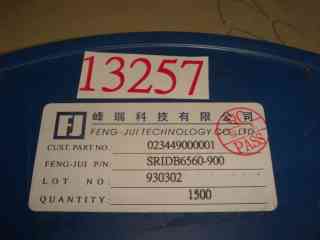 13257
峰瑞科技有限公司
FENG-JUI TECHNOLOGY CO., LTD.
CUST. PART NO. 023449000001
FENG-JUI P/N: SRIDB6560-900
LOT NO 930302
QUANTITY 1500
PASS